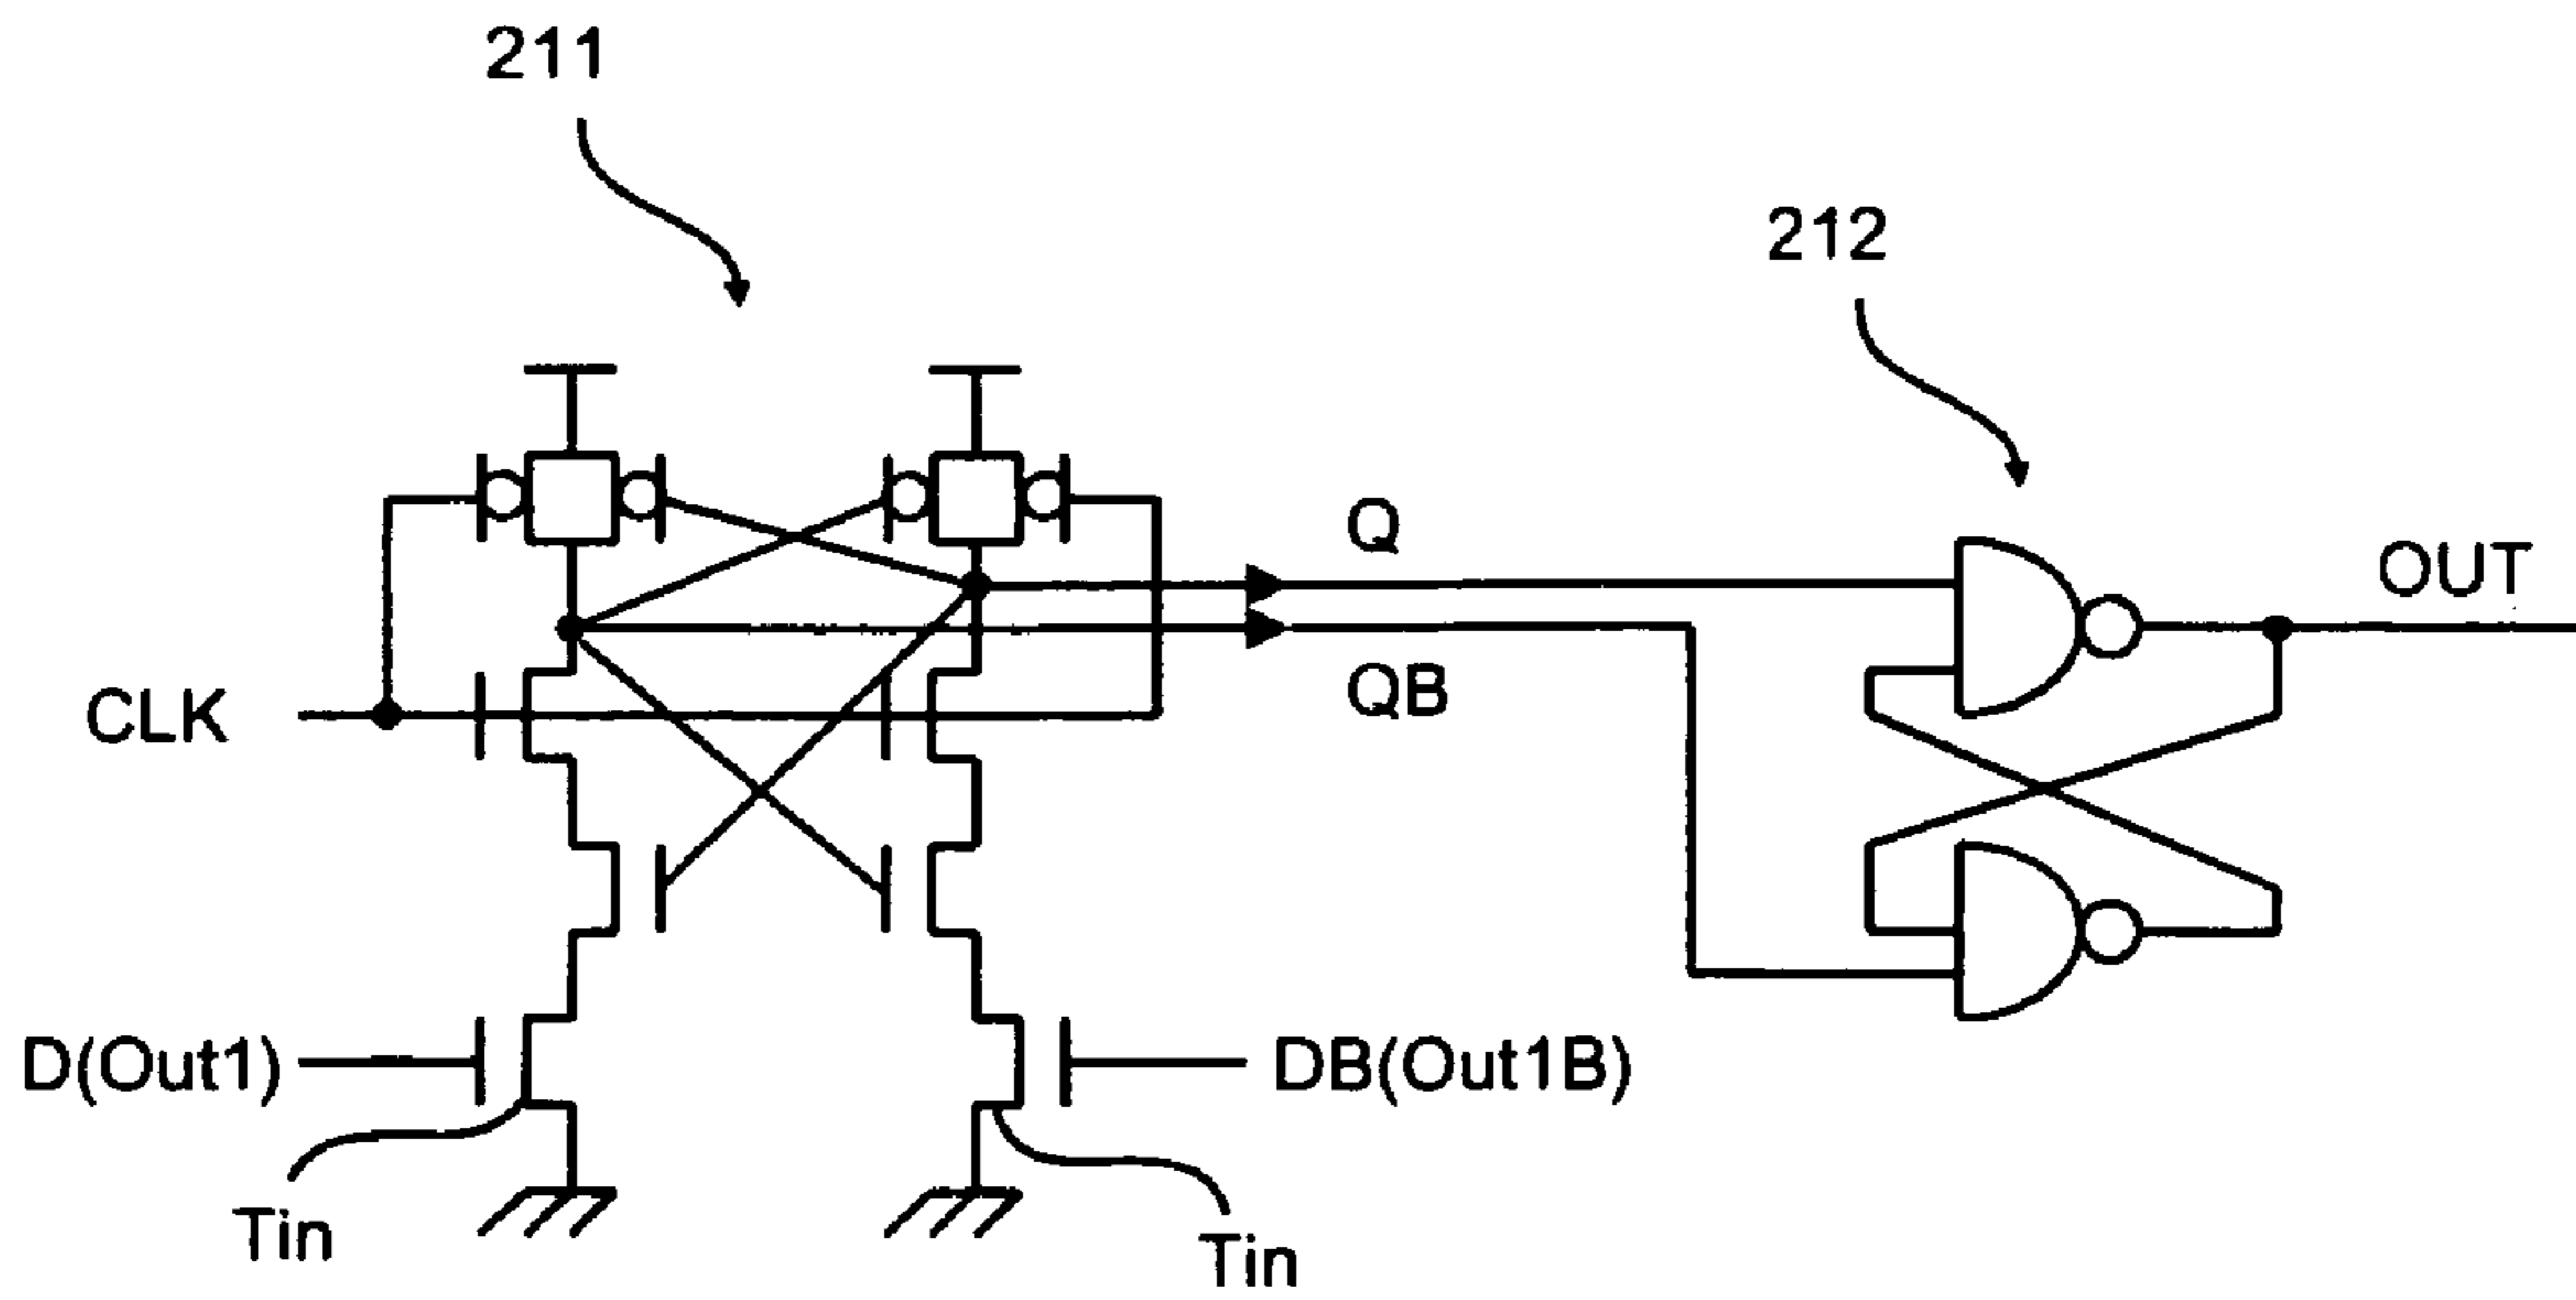 211
212
Q
OUT
QB
CLK
D(Out1)
DB(Out1B)
Tin
Tin